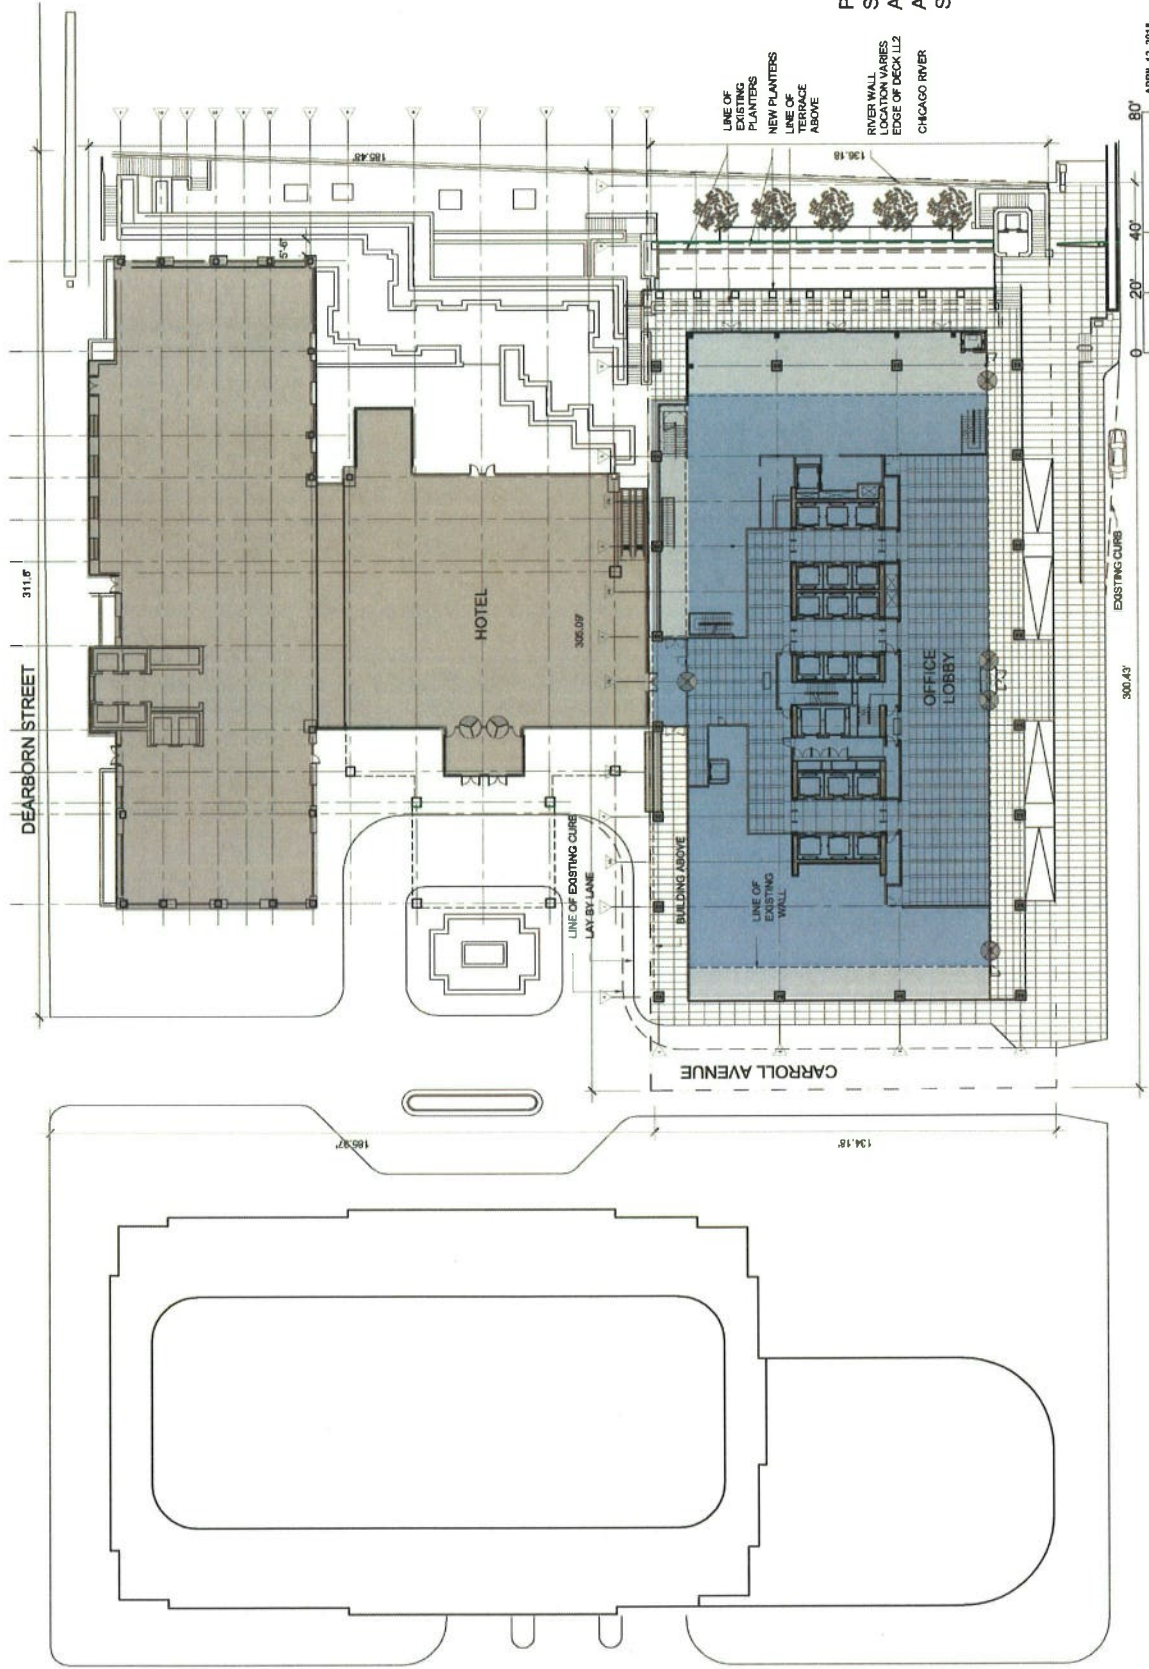 DEARBORN STREET
311.8'
185.48'
5'-6"
LINE OF
EXISTING
PLANTERS
NEW PLANTERS
LINE OF
TERRACE
ABOVE
RIVER WALL
LOCATION VARIES
EDGE OF DECK LL2
CHICAGO RIVER
136.18
HOTEL
305.09'
LINE OF EXISTING CURB
LAY-BY LANE
BUILDING ABOVE
LINE OF
EXISTING
WALL
OFFICE
LOBBY
CARROLL AVENUE
EXISTING CURB
300.43'
134.18'
0
20'
40'
80'
P
S
A
A
S